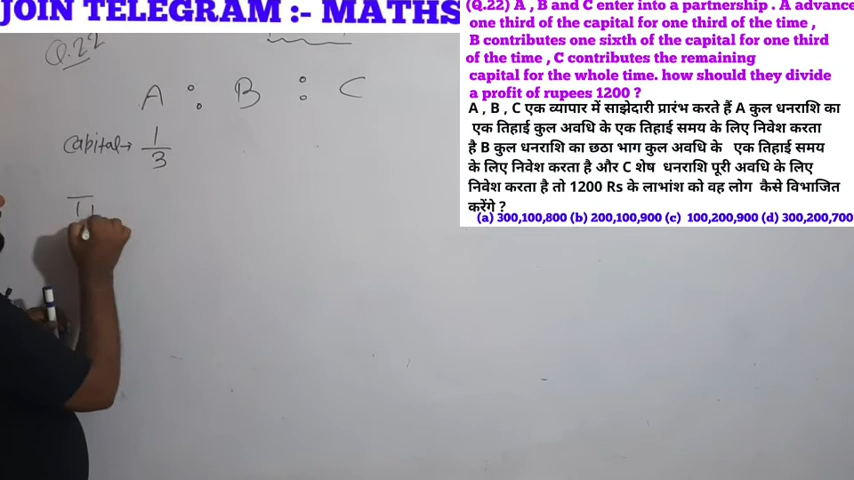 JOIN TELEGRAM :- MATHS
(Q.22) A , B and C enter into a partnership . A advance
one third of the capital for one third of the time ,
B contributes one sixth of the capital for one third
of the time , C contributes the remaining
capital for the whole time. how should they divide
a profit of rupees 1200 ?
A , B , C एक व्यापार में साझेदारी प्रारंभ करते हैं A कुल धनराशि का
एक तिहाई कुल अवधि के एक तिहाई समय के लिए निवेश करता
है B कुल धनराशि का छठा भाग कुल अवधि के एक तिहाई समय
के लिए निवेश करता है और C शेष धनराशि पूरी अवधि के लिए
निवेश करता है तो 1200 Rs के लाभांश को वह लोग कैसे विभाजित
करेंगे ?
(a) 300,100,800 (b) 200,100,900 (c) 100,200,900 (d) 300,200,700
Q.22
A : B : C
Capital→ 1/3